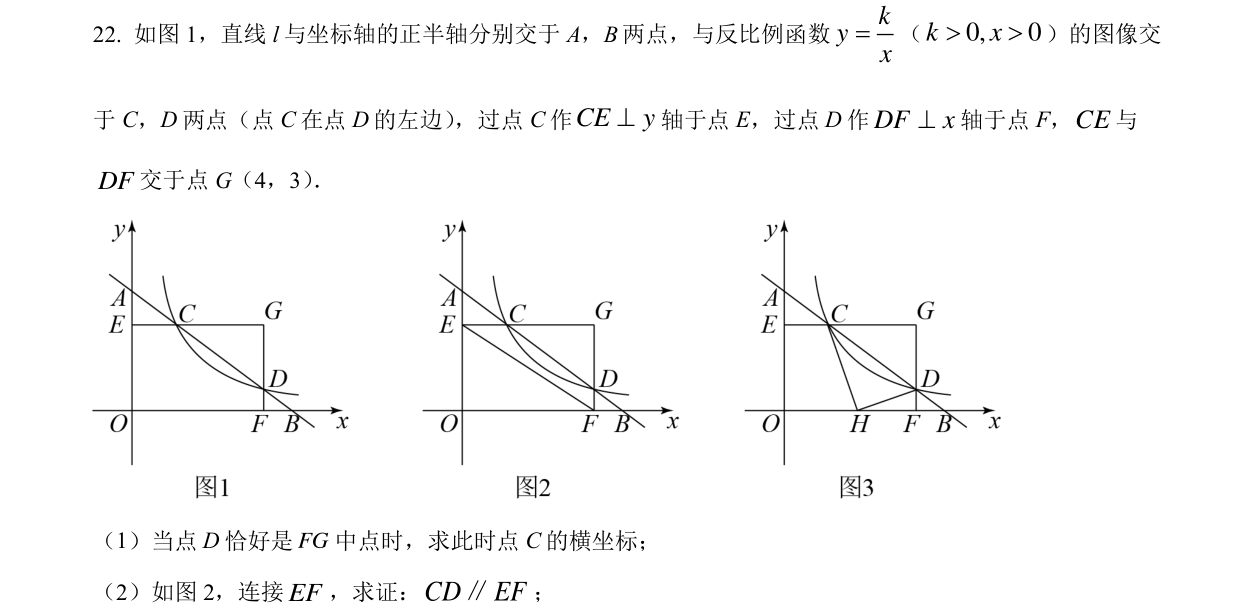 22. 如图 1，直线 l 与坐标轴的正半轴分别交于 A，B 两点，与反比例函数 y = k/x （k > 0, x > 0）的图像交
于 C，D 两点（点 C 在点 D 的左边），过点 C 作 CE ⊥ y 轴于点 E，过点 D 作 DF ⊥ x 轴于点 F，CE 与
DF 交于点 G（4，3）．
y A E C G D O F B x
y A E C G D O F B x
y A E C G D O H F B x
图1 图2 图3
（1）当点 D 恰好是 FG 中点时，求此时点 C 的横坐标；
（2）如图 2，连接 EF，求证：CD ∥ EF；